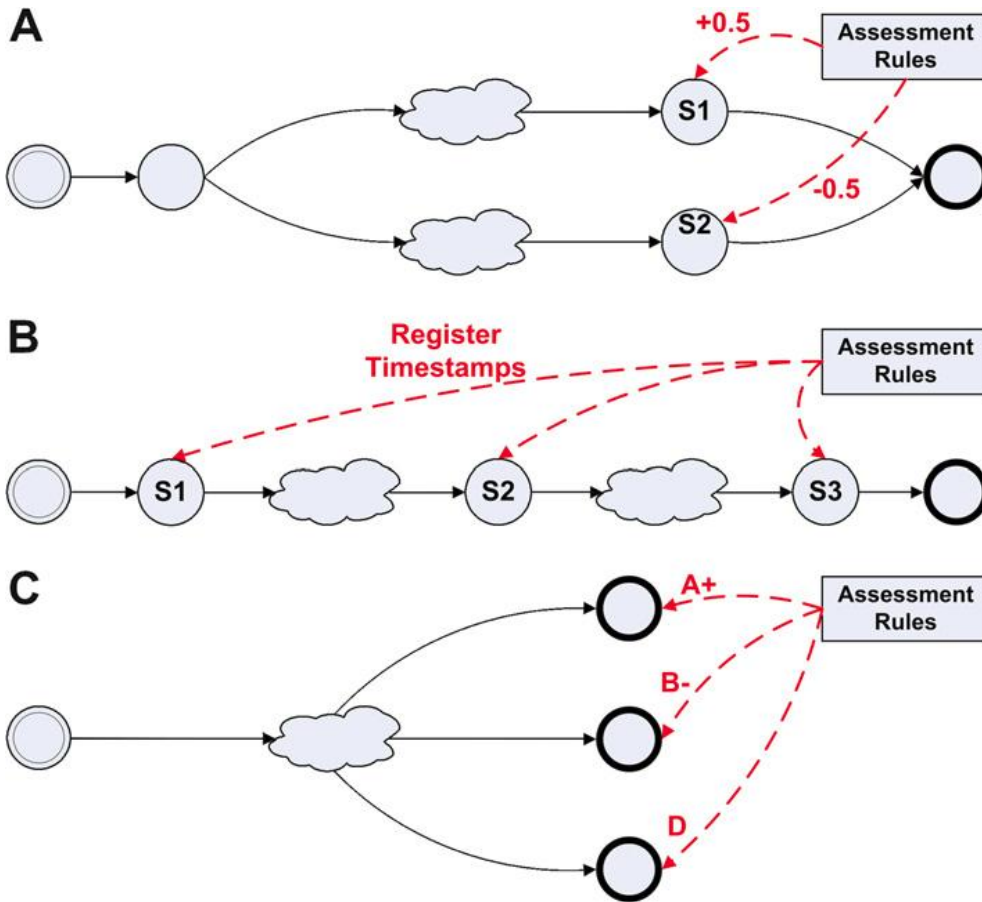 A
+0.5
Assessment
Rules
S1
-0.5
S2
B
Register
Timestamps
Assessment
Rules
S1
S2
S3
C
A+
Assessment
Rules
B-
D